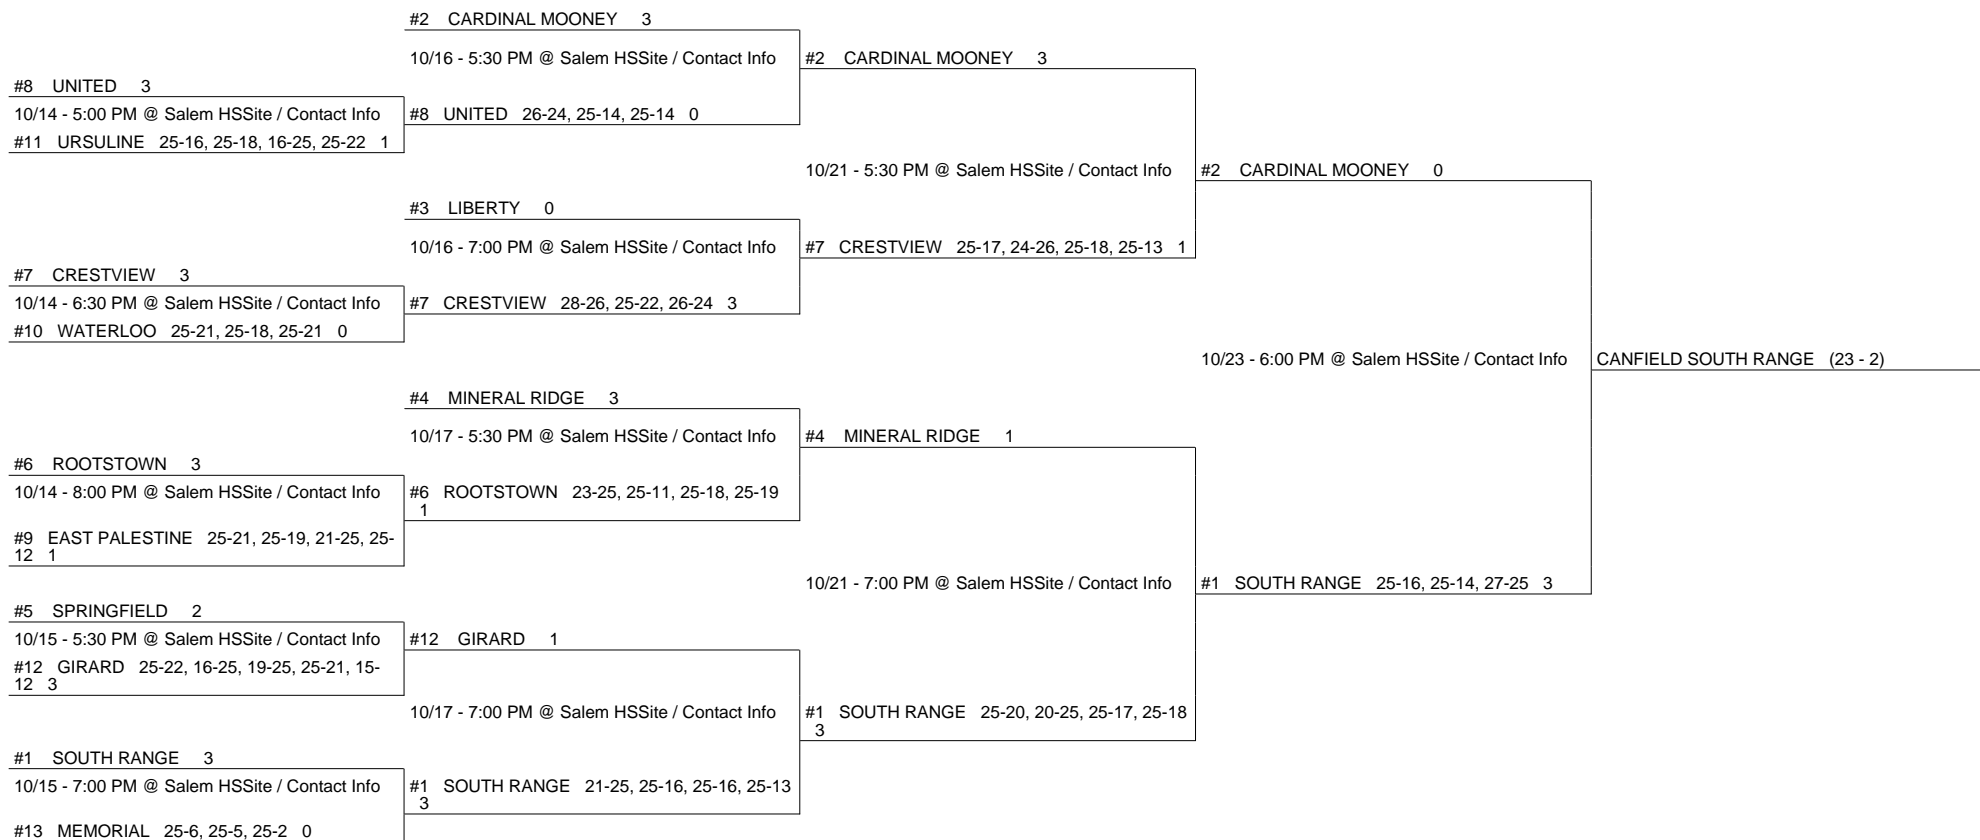 #2 CARDINAL MOONEY 3
10/16 - 5:30 PM @ Salem HSSite / Contact Info
#2 CARDINAL MOONEY 3
#8 UNITED 3
10/14 - 5:00 PM @ Salem HSSite / Contact Info
#8 UNITED 26-24, 25-14, 25-14 0
#11 URSULINE 25-16, 25-18, 16-25, 25-22 1
10/21 - 5:30 PM @ Salem HSSite / Contact Info
#2 CARDINAL MOONEY 0
#3 LIBERTY 0
10/16 - 7:00 PM @ Salem HSSite / Contact Info
#7 CRESTVIEW 25-17, 24-26, 25-18, 25-13 1
#7 CRESTVIEW 3
10/14 - 6:30 PM @ Salem HSSite / Contact Info
#7 CRESTVIEW 28-26, 25-22, 26-24 3
#10 WATERLOO 25-21, 25-18, 25-21 0
10/23 - 6:00 PM @ Salem HSSite / Contact Info
CANFIELD SOUTH RANGE (23 - 2)
#4 MINERAL RIDGE 3
10/17 - 5:30 PM @ Salem HSSite / Contact Info
#4 MINERAL RIDGE 1
#6 ROOTSTOWN 3
10/14 - 8:00 PM @ Salem HSSite / Contact Info
#6 ROOTSTOWN 23-25, 25-11, 25-18, 25-19
1
#9 EAST PALESTINE 25-21, 25-19, 21-25, 25-
12 1
10/21 - 7:00 PM @ Salem HSSite / Contact Info
#1 SOUTH RANGE 25-16, 25-14, 27-25 3
#5 SPRINGFIELD 2
10/15 - 5:30 PM @ Salem HSSite / Contact Info
#12 GIRARD 1
#12 GIRARD 25-22, 16-25, 19-25, 25-21, 15-
12 3
10/17 - 7:00 PM @ Salem HSSite / Contact Info
#1 SOUTH RANGE 25-20, 20-25, 25-17, 25-18
3
#1 SOUTH RANGE 3
10/15 - 7:00 PM @ Salem HSSite / Contact Info
#1 SOUTH RANGE 21-25, 25-16, 25-16, 25-13
3
#13 MEMORIAL 25-6, 25-5, 25-2 0